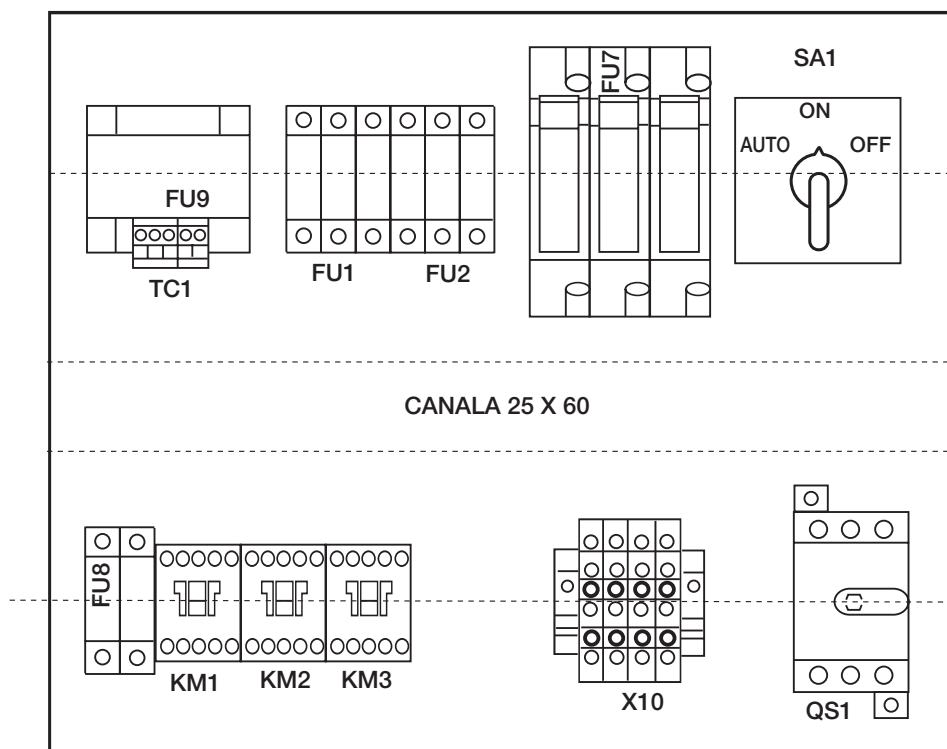 SA1
FU7
ON
AUTO
OFF
FU9
TC1
FU1
FU2
CANALA 25 X 60
FU8
KM1
KM2
KM3
X10
QS1